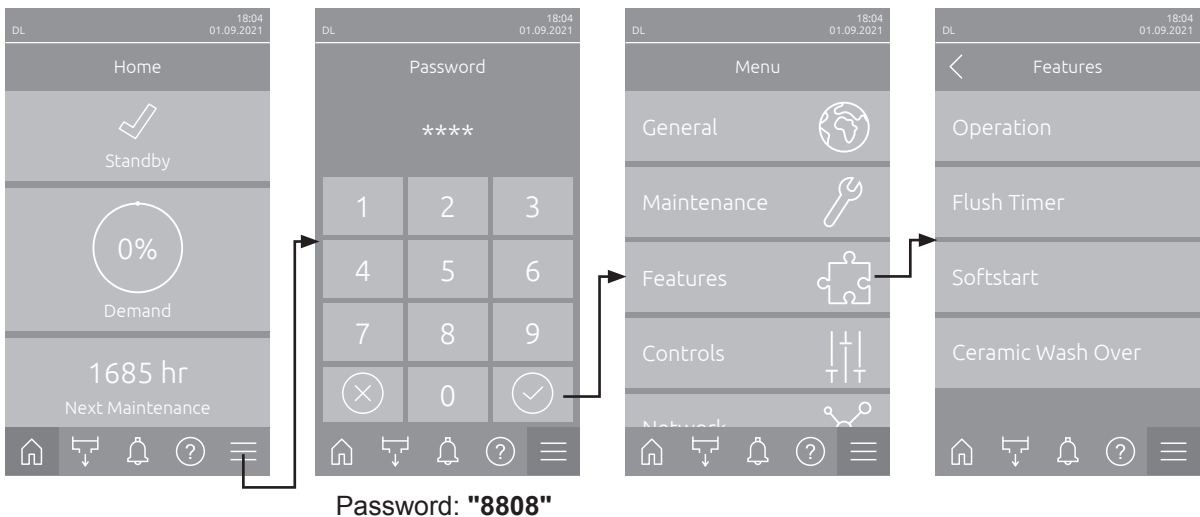 18:04
DL 01.09.2021
Home
Standby
0%
Demand
1685 hr
Next Maintenance
?
18:04
DL 01.09.2021
Password
****
1 2 3
4 5 6
7 8 9
0
?
Password: "8808"
18:04
DL 01.09.2021
Menu
General
Maintenance
Features
Controls
Network
?
18:04
DL 01.09.2021
Features
Operation
Flush Timer
Softstart
Ceramic Wash Over
?